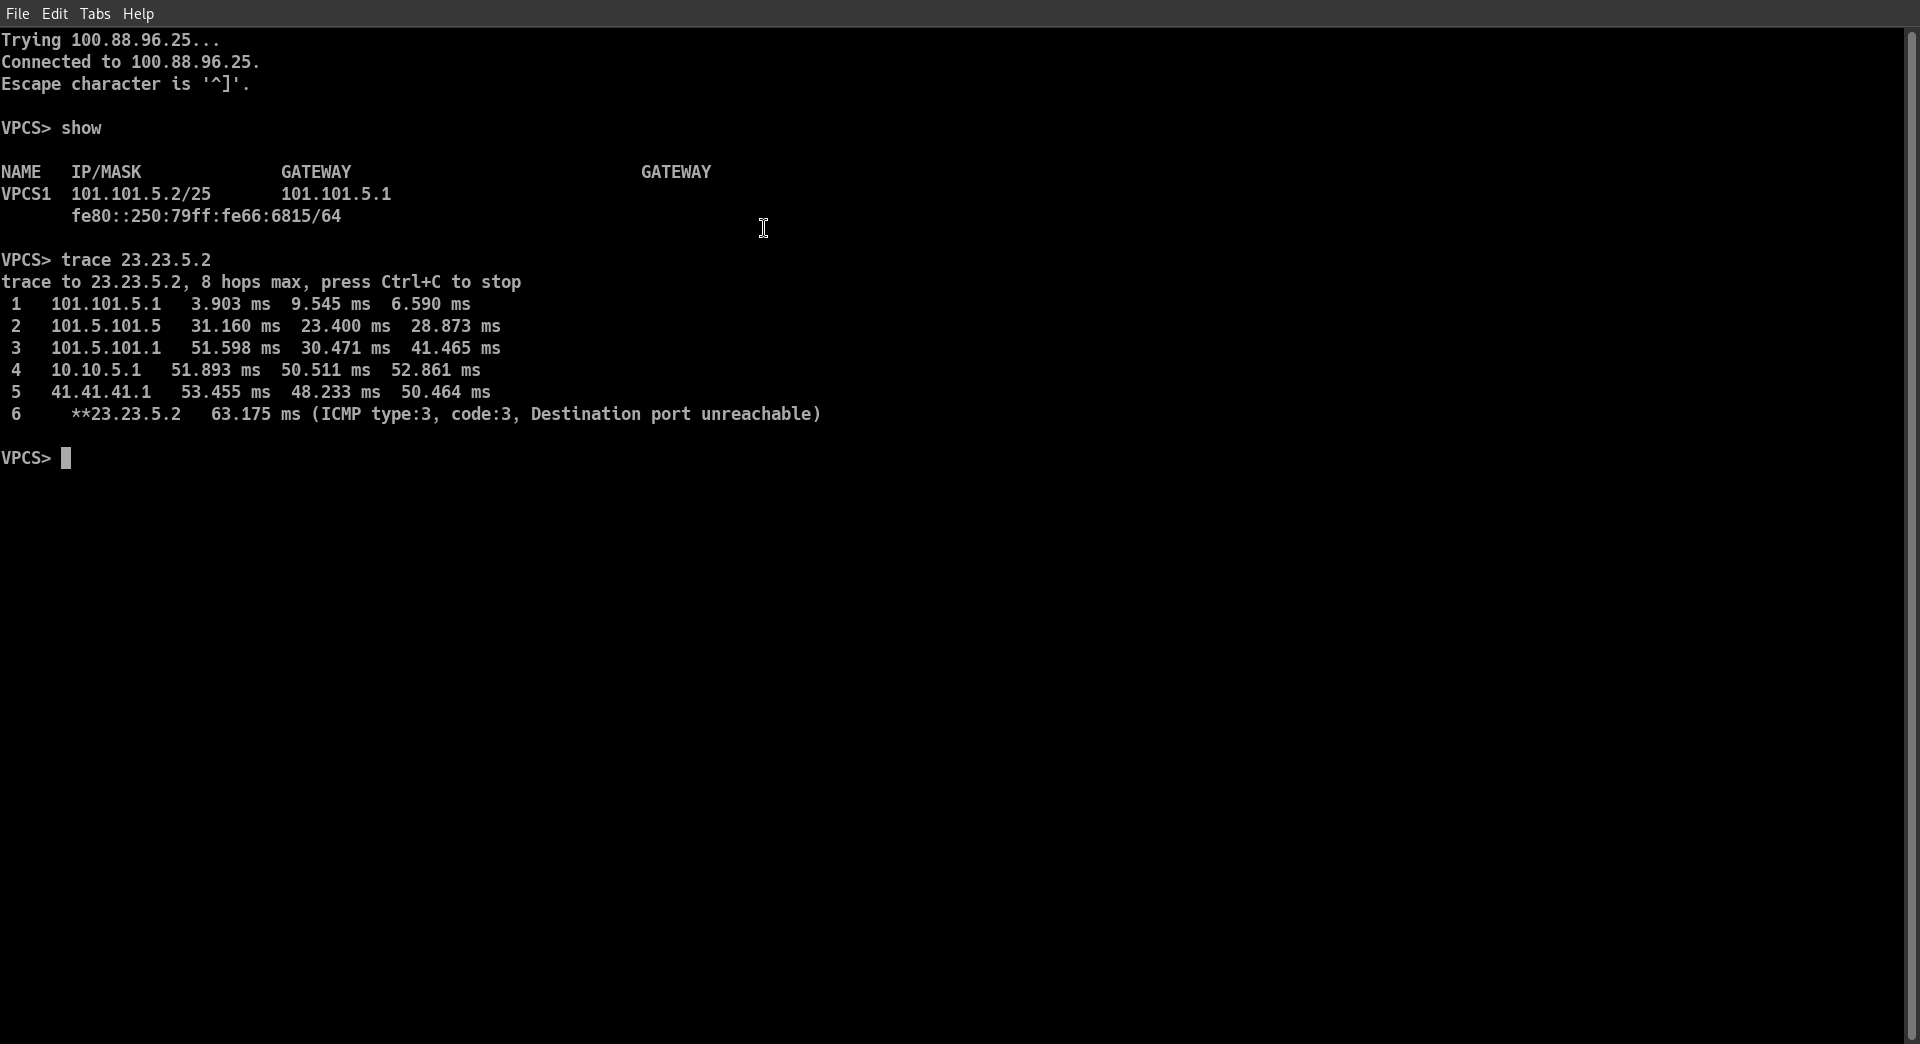 File Edit Tabs Help
Trying 100.88.96.25...
Connected to 100.88.96.25.
Escape character is '^]'.
VPCS> show
NAME   IP/MASK              GATEWAY                             GATEWAY
VPCS1  101.101.5.2/25       101.101.5.1
       fe80::250:79ff:fe66:6815/64
VPCS> trace 23.23.5.2
trace to 23.23.5.2, 8 hops max, press Ctrl+C to stop
 1   101.101.5.1   3.903 ms  9.545 ms  6.590 ms
 2   101.5.101.5   31.160 ms  23.400 ms  28.873 ms
 3   101.5.101.1   51.598 ms  30.471 ms  41.465 ms
 4   10.10.5.1   51.893 ms  50.511 ms  52.861 ms
 5   41.41.41.1   53.455 ms  48.233 ms  50.464 ms
 6     **23.23.5.2   63.175 ms (ICMP type:3, code:3, Destination port unreachable)
VPCS>